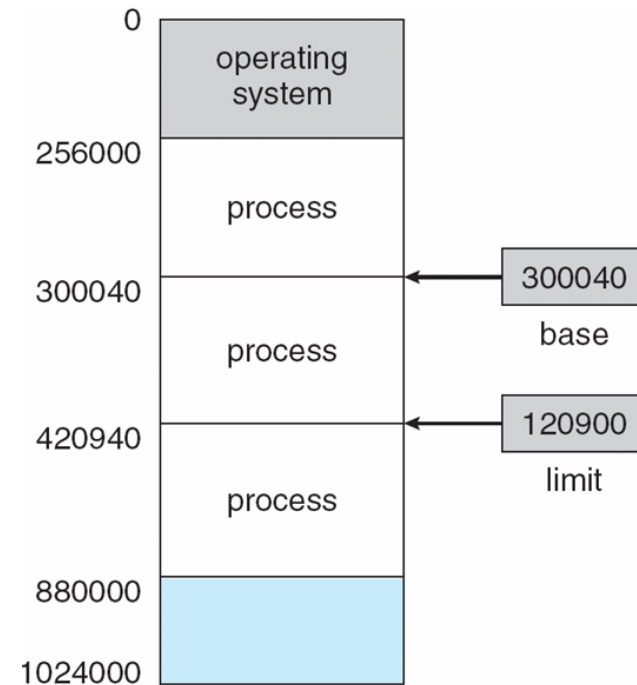 0
operating
system
256000
process
300040
300040
base
process
420940
120900
limit
process
880000
1024000